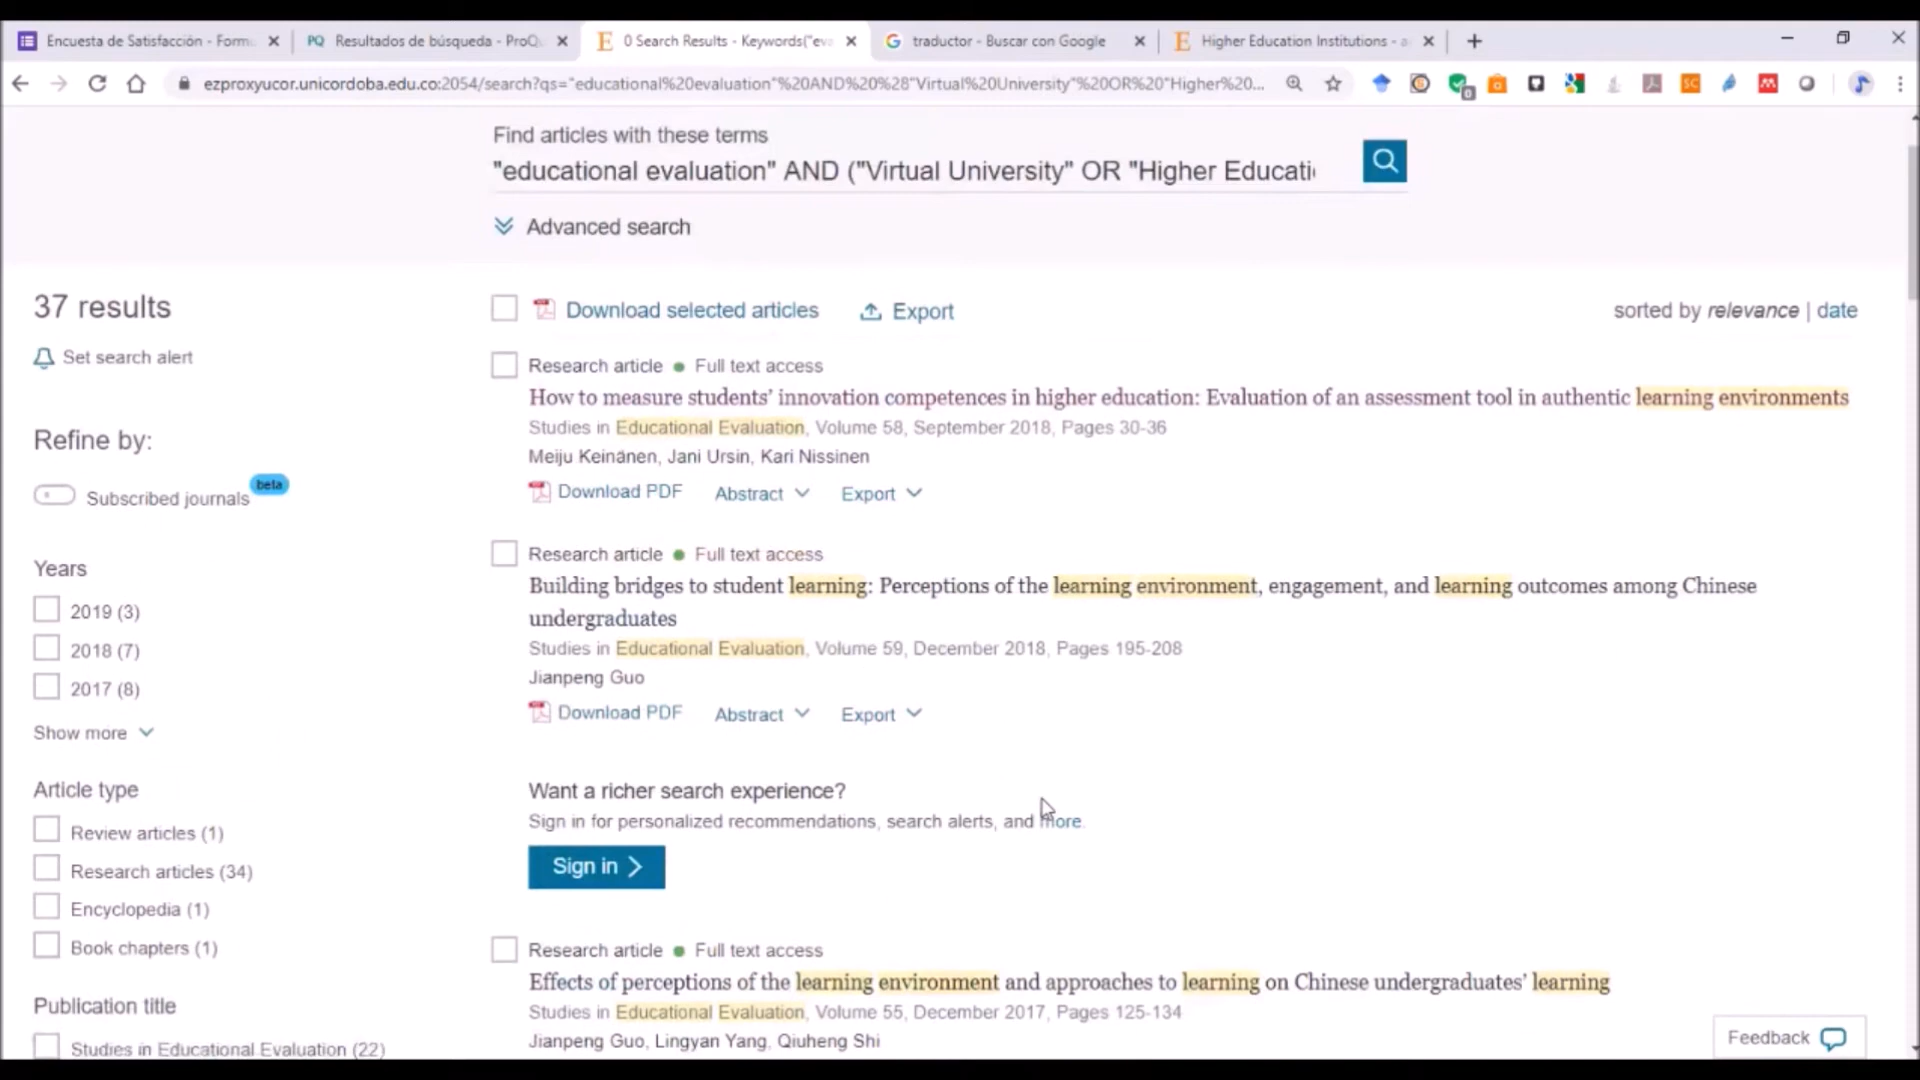 Encuesta de Satisfacción - Form
Resultados de búsqueda - ProQ
0 Search Results - Keywords("ev
traductor - Buscar con Google
Higher Education Institutions - a
ezproxyucor.unicordoba.edu.co:2054/search?qs="educational%20evaluation"%20AND%20%28"Virtual%20University"%20OR%20"Higher%20...
Find articles with these terms
"educational evaluation" AND ("Virtual University" OR "Higher Educati
Advanced search
37 results
Set search alert
Download selected articles
Export
sorted by relevance | date
Refine by:
Subscribed journals
beta
Years
2019 (3)
2018 (7)
2017 (8)
Show more
Article type
Review articles (1)
Research articles (34)
Encyclopedia (1)
Book chapters (1)
Publication title
Studies in Educational Evaluation (22)
Research article • Full text access
How to measure students’ innovation competences in higher education: Evaluation of an assessment tool in authentic learning environments
Studies in Educational Evaluation, Volume 58, September 2018, Pages 30-36
Meiju Keinänen, Jani Ursin, Kari Nissinen
Download PDF Abstract Export
Research article • Full text access
Building bridges to student learning: Perceptions of the learning environment, engagement, and learning outcomes among Chinese
undergraduates
Studies in Educational Evaluation, Volume 59, December 2018, Pages 195-208
Jianpeng Guo
Download PDF Abstract Export
Want a richer search experience?
Sign in for personalized recommendations, search alerts, and more.
Sign in
Research article • Full text access
Effects of perceptions of the learning environment and approaches to learning on Chinese undergraduates’ learning
Studies in Educational Evaluation, Volume 55, December 2017, Pages 125-134
Jianpeng Guo, Lingyan Yang, Qiuheng Shi
Feedback